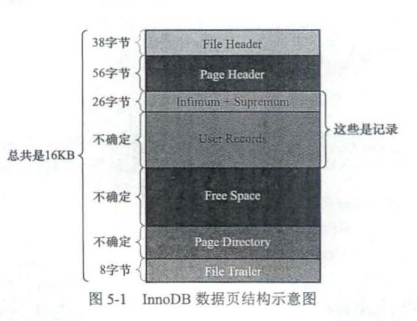 38字节 File Header
56字节 Page Header
26字节 Infimum + Supremum
不确定 User Records
这些是记录
总共是16KB
不确定 Free Space
不确定 Page Directory
8字节 File Trailer
图 5-1 InnoDB 数据页结构示意图